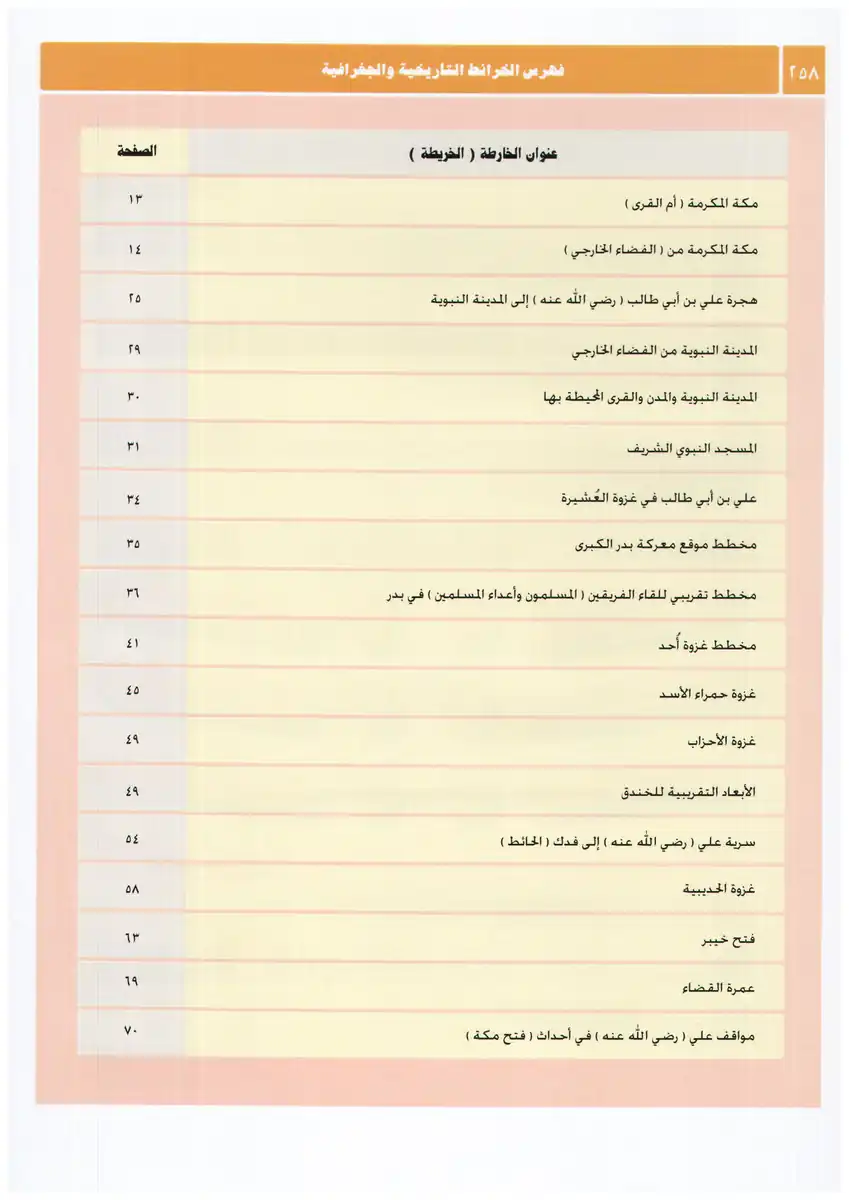 ٢٥٨ فهرس الخرائط التاريخية والجغرافية
عنوان الخارطة ( الخريطة ) الصفحة
مكة المكرمة ( أم القرى ) ١٣
مكة المكرمة من ( الفضاء الخارجي ) ١٤
هجرة علي بن أبي طالب ( رضي الله عنه ) إلى المدينة النبوية ٢٥
المدينة النبوية من الفضاء الخارجي ٢٩
المدينة النبوية والمدن والقرى المحيطة بها ٣٠
المسجد النبوي الشريف ٣١
علي بن أبي طالب في غزوة العُشيرة ٣٤
مخطط موقع معركة بدر الكبرى ٣٥
مخطط تقريبي للقاء الفريقين ( المسلمون وأعداء المسلمين ) في بدر ٣٦
مخطط غزوة أُحد ٤١
غزوة حمراء الأسد ٤٥
غزوة الأحزاب ٤٩
الأبعاد التقريبية للخندق ٤٩
سرية علي ( رضي الله عنه ) إلى فدك ( الحائط ) ٥٤
غزوة الحديبية ٥٨
فتح خيبر ٦٣
عمرة القضاء ٦٩
مواقف علي ( رضي الله عنه ) في أحداث ( فتح مكة ) ٧٠